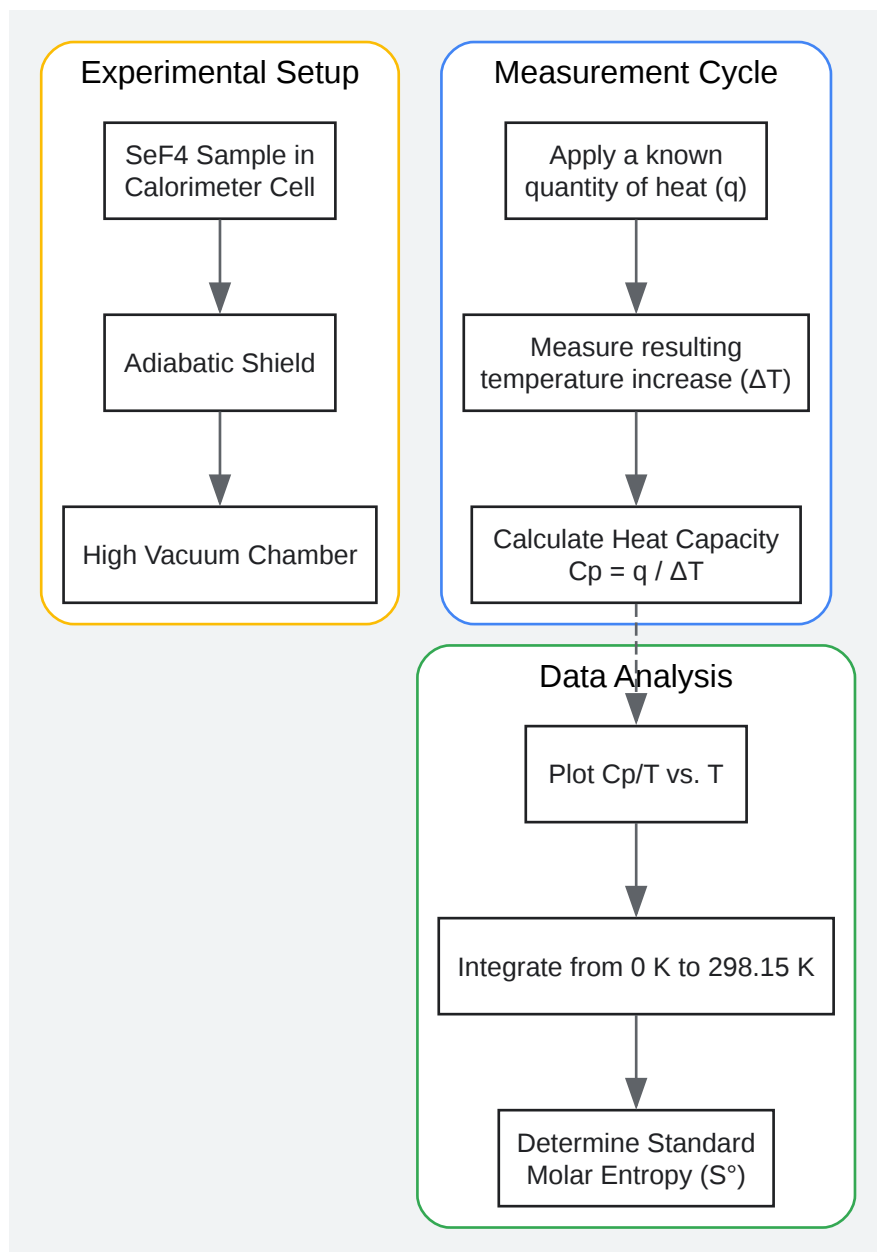 Experimental Setup
SeF4 Sample in
Calorimeter Cell
Adiabatic Shield
High Vacuum Chamber
Measurement Cycle
Apply a known
quantity of heat (q)
Measure resulting
temperature increase (ΔT)
Calculate Heat Capacity
Cp = q / ΔT
Data Analysis
Plot Cp/T vs. T
Integrate from 0 K to 298.15 K
Determine Standard
Molar Entropy (S°)